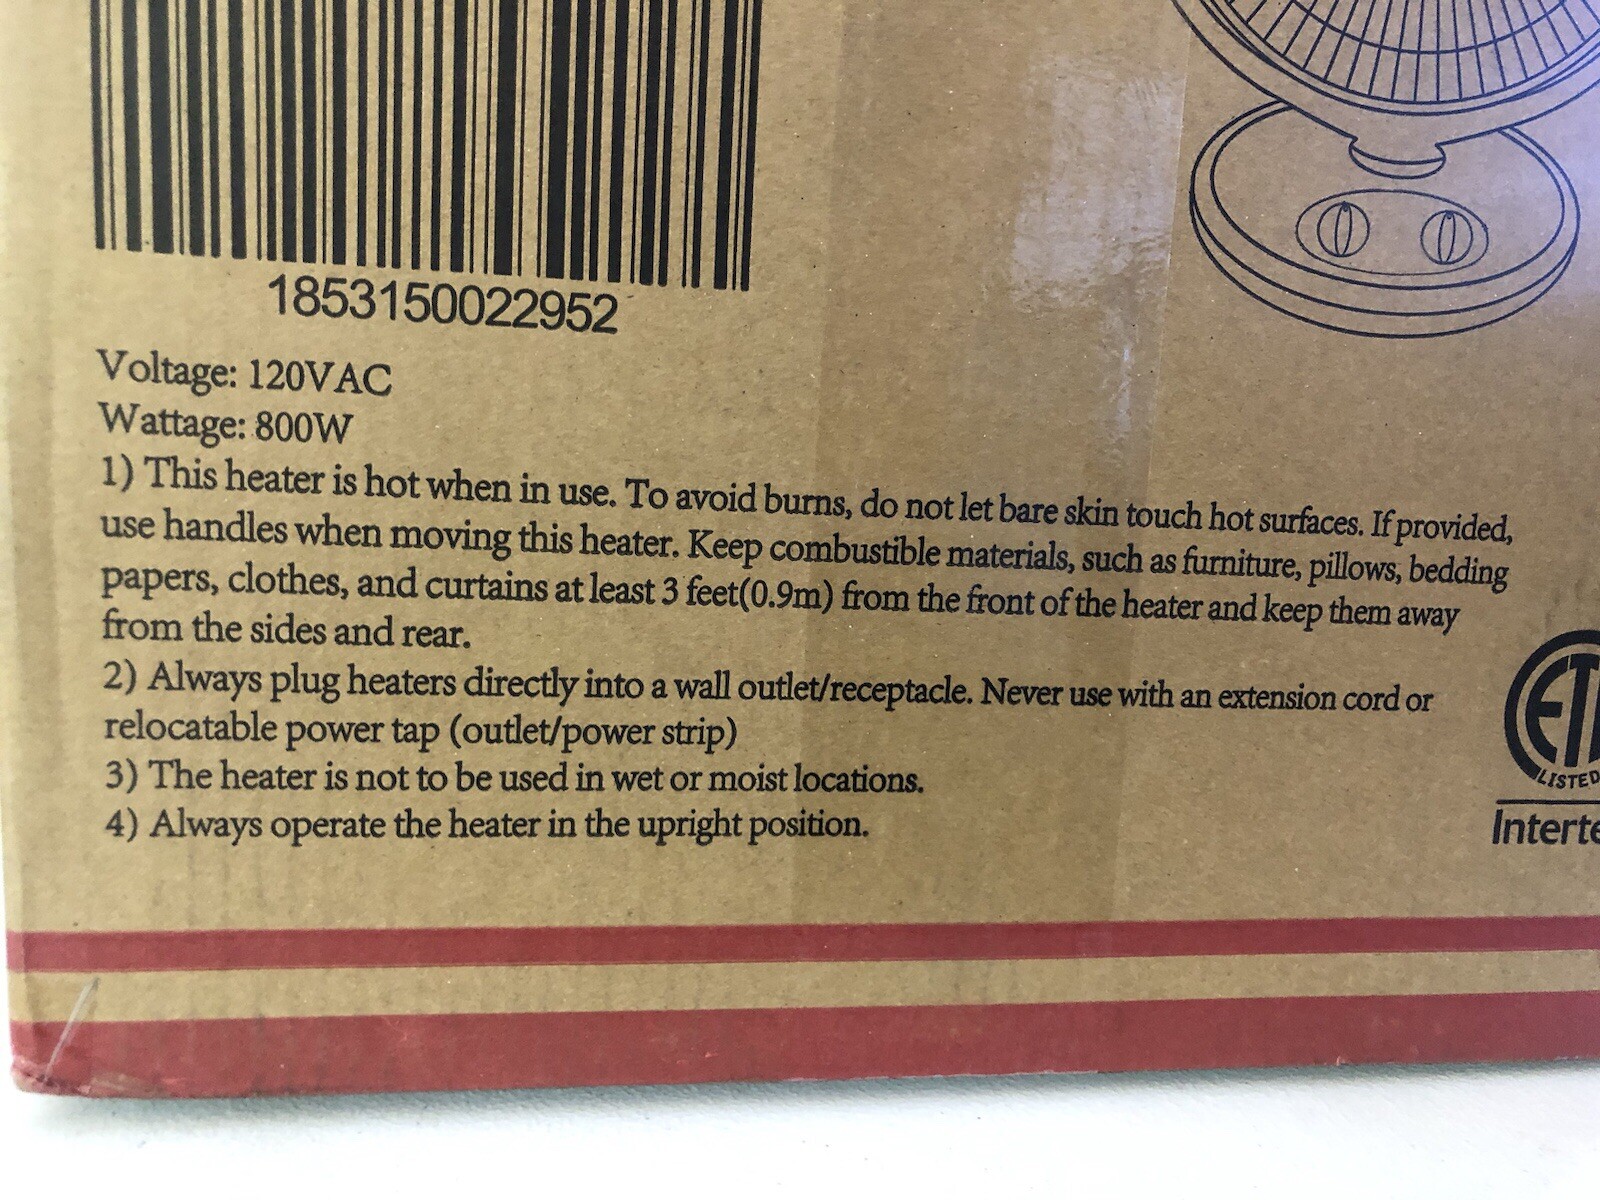 1853150022952
Voltage: 120VAC
Wattage: 800W
1) This heater is hot when in use. To avoid burns, do not let bare skin touch hot surfaces. If provided,
use handles when moving this heater. Keep combustible materials, such as furniture, pillows, bedding
papers, clothes, and curtains at least 3 feet(0.9m) from the front of the heater and keep them away
from the sides and rear.
2) Always plug heaters directly into a wall outlet/receptacle. Never use with an extension cord or
relocatable power tap (outlet/power strip)
3) The heater is not to be used in wet or moist locations.
4) Always operate the heater in the upright position.
ETL
LISTED
Interte